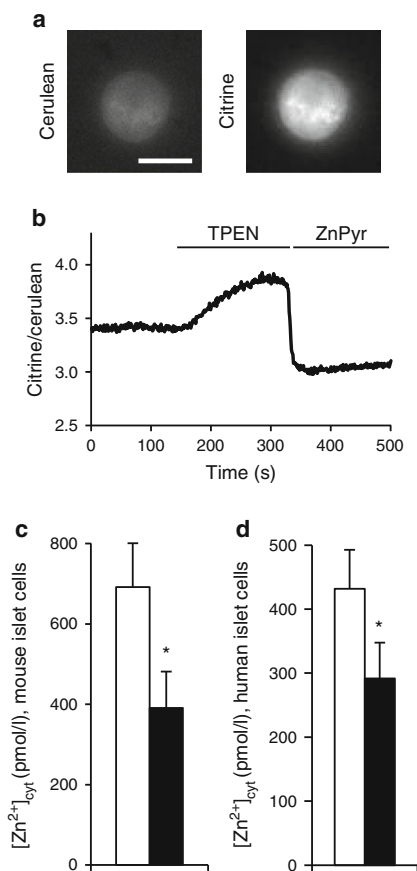 a
Cerulean
Citrine
b
TPEN ZnPyr
Citrine/cerulean
4.0
3.5
3.0
2.5
0 100 200 300 400 500
Time (s)
c
[Zn²⁺]cyt (pmol/l), mouse islet cells
800
600
400
200
0
*
d
[Zn²⁺]cyt (pmol/l), human islet cells
500
400
300
200
100
0
*